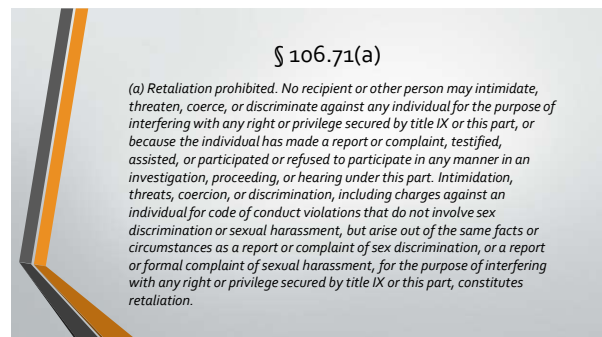 § 106.71(a)
(a) Retaliation prohibited. No recipient or other person may intimidate,
threaten, coerce, or discriminate against any individual for the purpose of
interfering with any right or privilege secured by title IX or this part, or
because the individual has made a report or complaint, testified,
assisted, or participated or refused to participate in any manner in an
investigation, proceeding, or hearing under this part. Intimidation,
threats, coercion, or discrimination, including charges against an
individual for code of conduct violations that do not involve sex
discrimination or sexual harassment, but arise out of the same facts or
circumstances as a report or complaint of sex discrimination, or a report
or formal complaint of sexual harassment, for the purpose of interfering
with any right or privilege secured by title IX or this part, constitutes
retaliation.